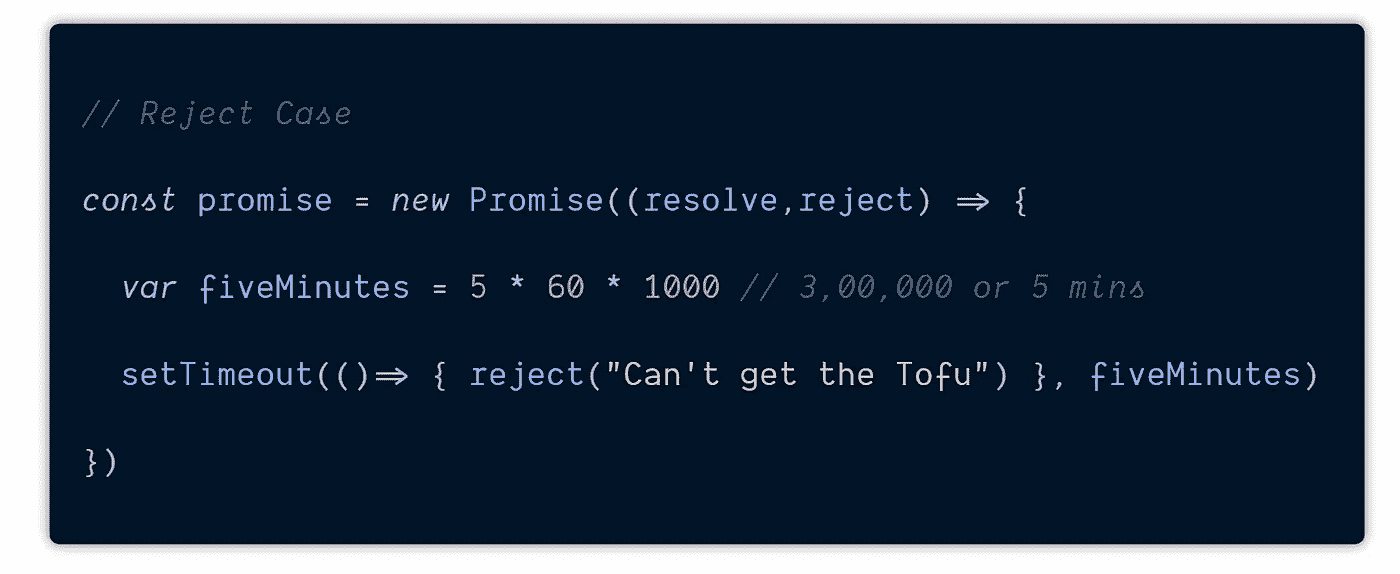 // Reject Case
const promise = new Promise((resolve,reject) => {
var fiveMinutes = 5 * 60 * 1000 // 3,00,000 or 5 mins
setTimeout(()=> { reject("Can't get the Tofu") }, fiveMinutes)
})